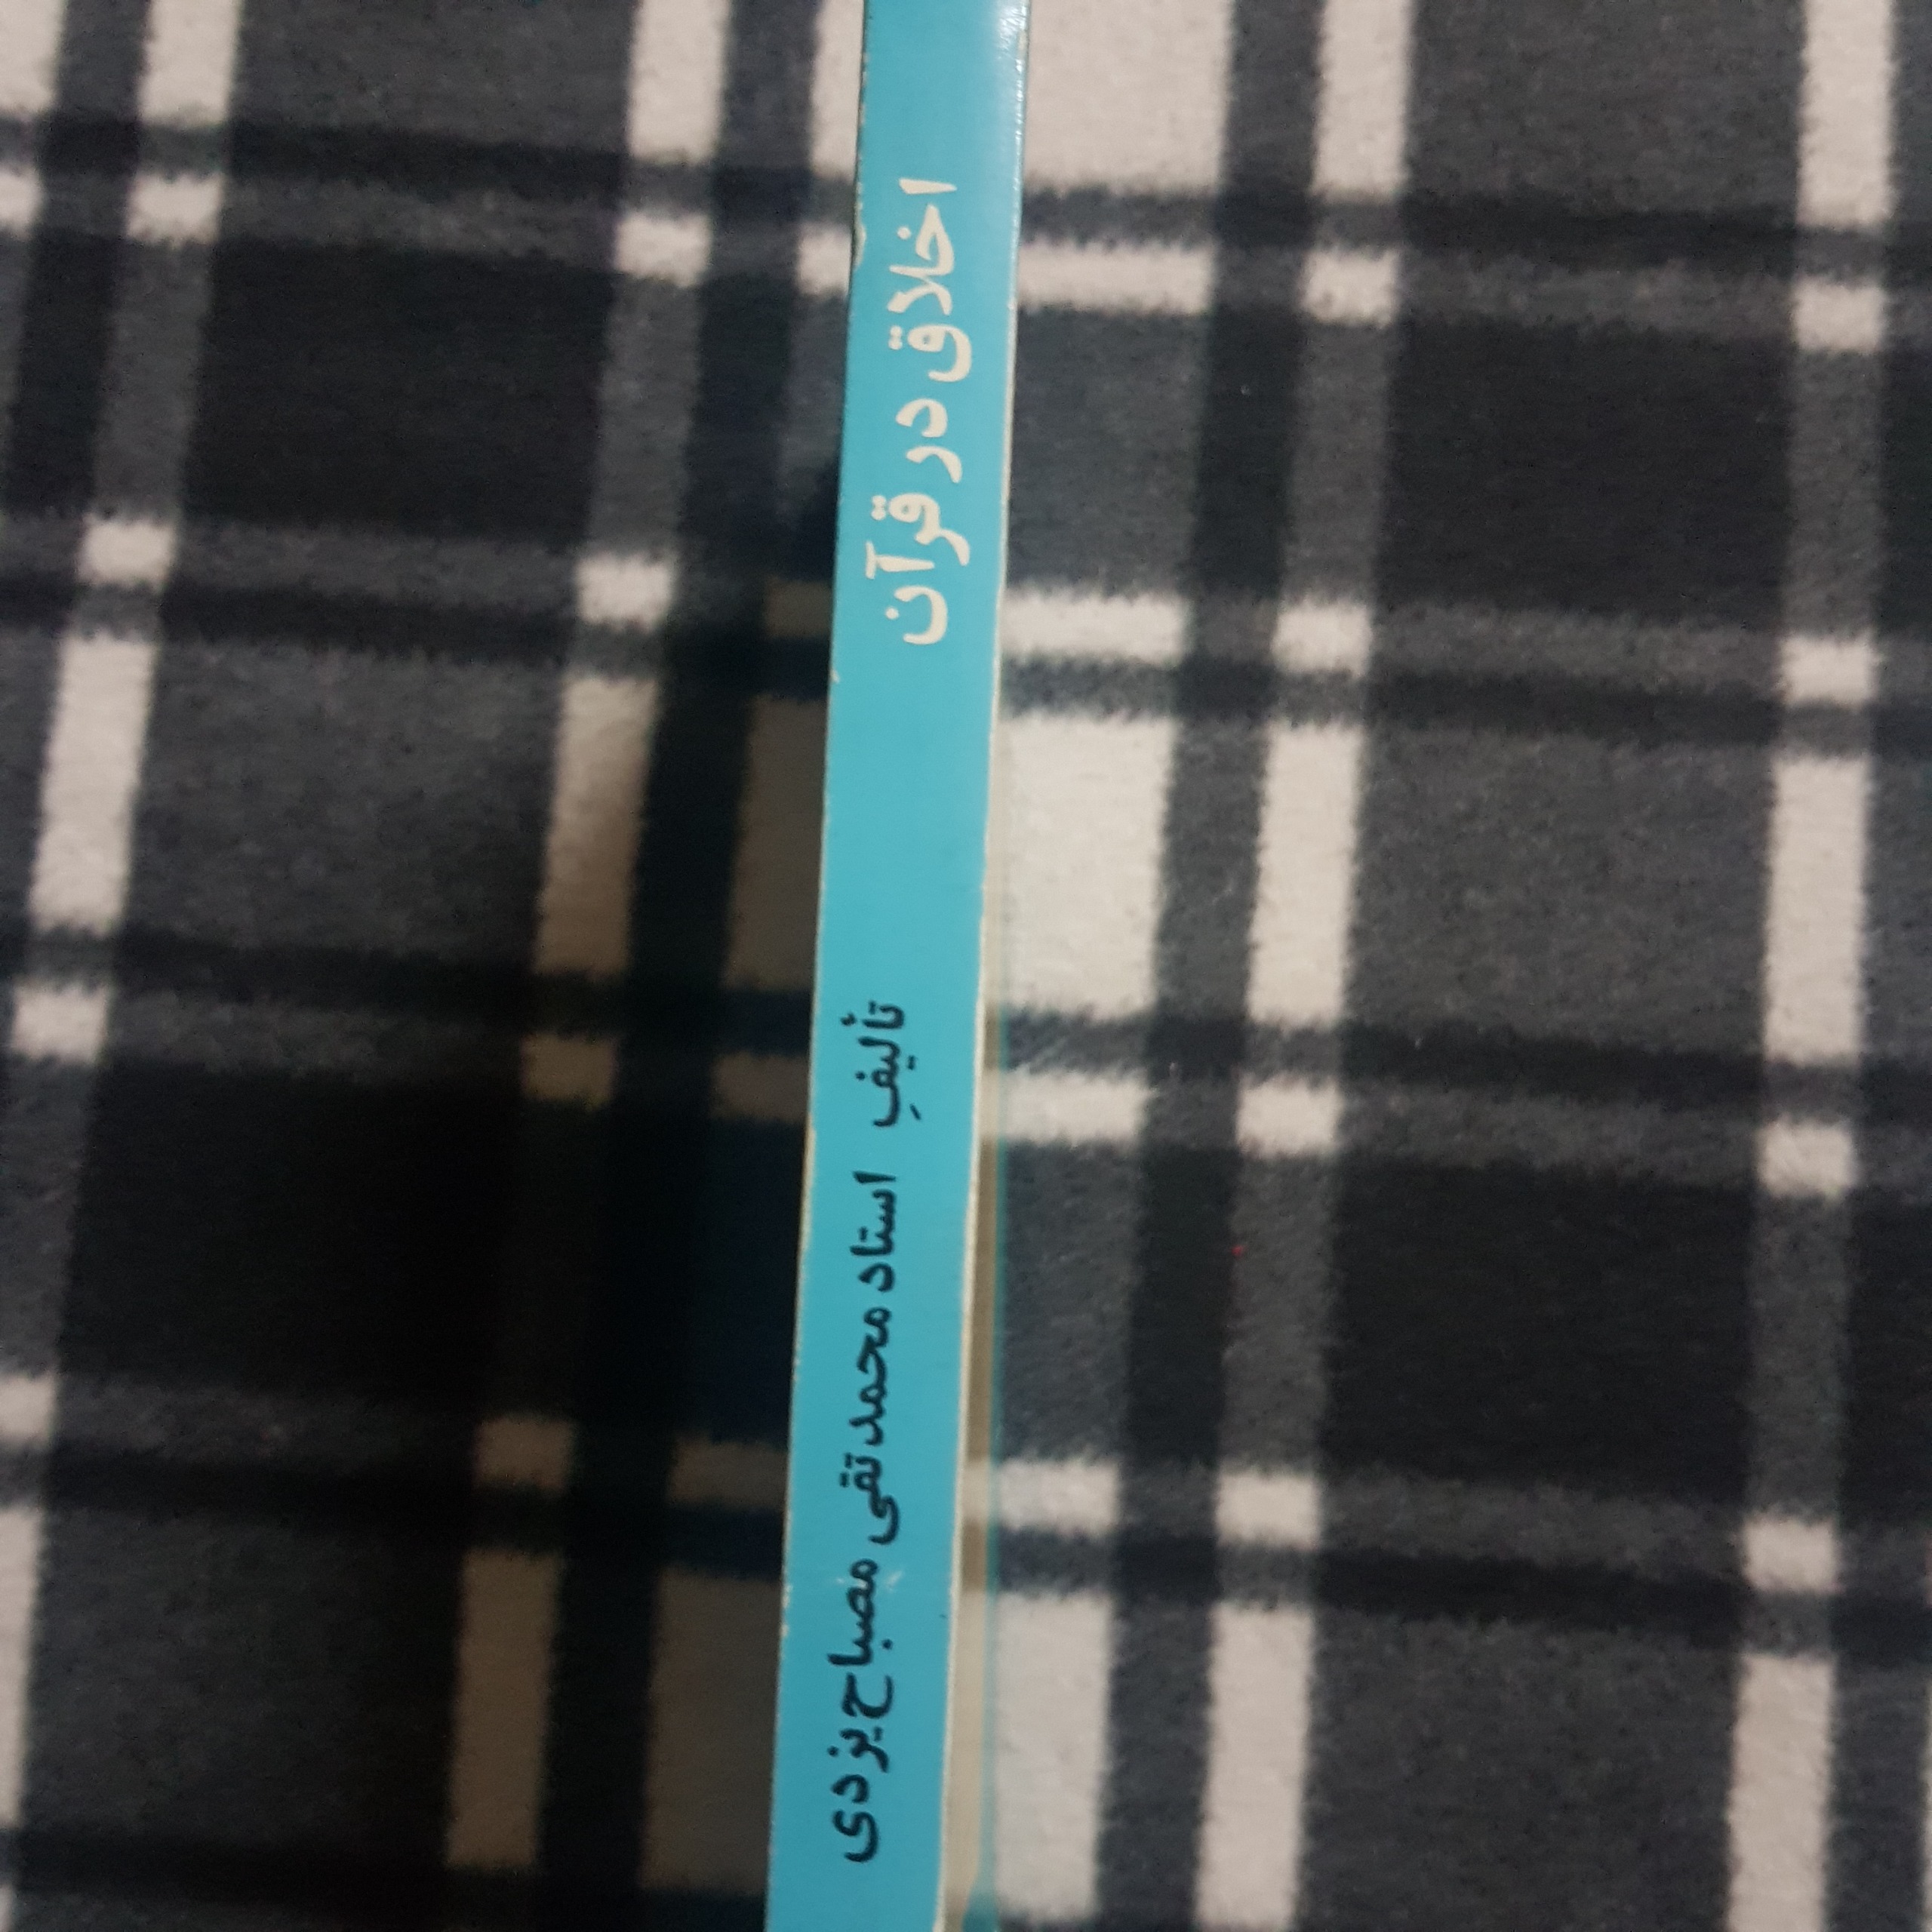 اخلاق در قرآن
تألیفِ استاد محمد تقی مصباح یزدی